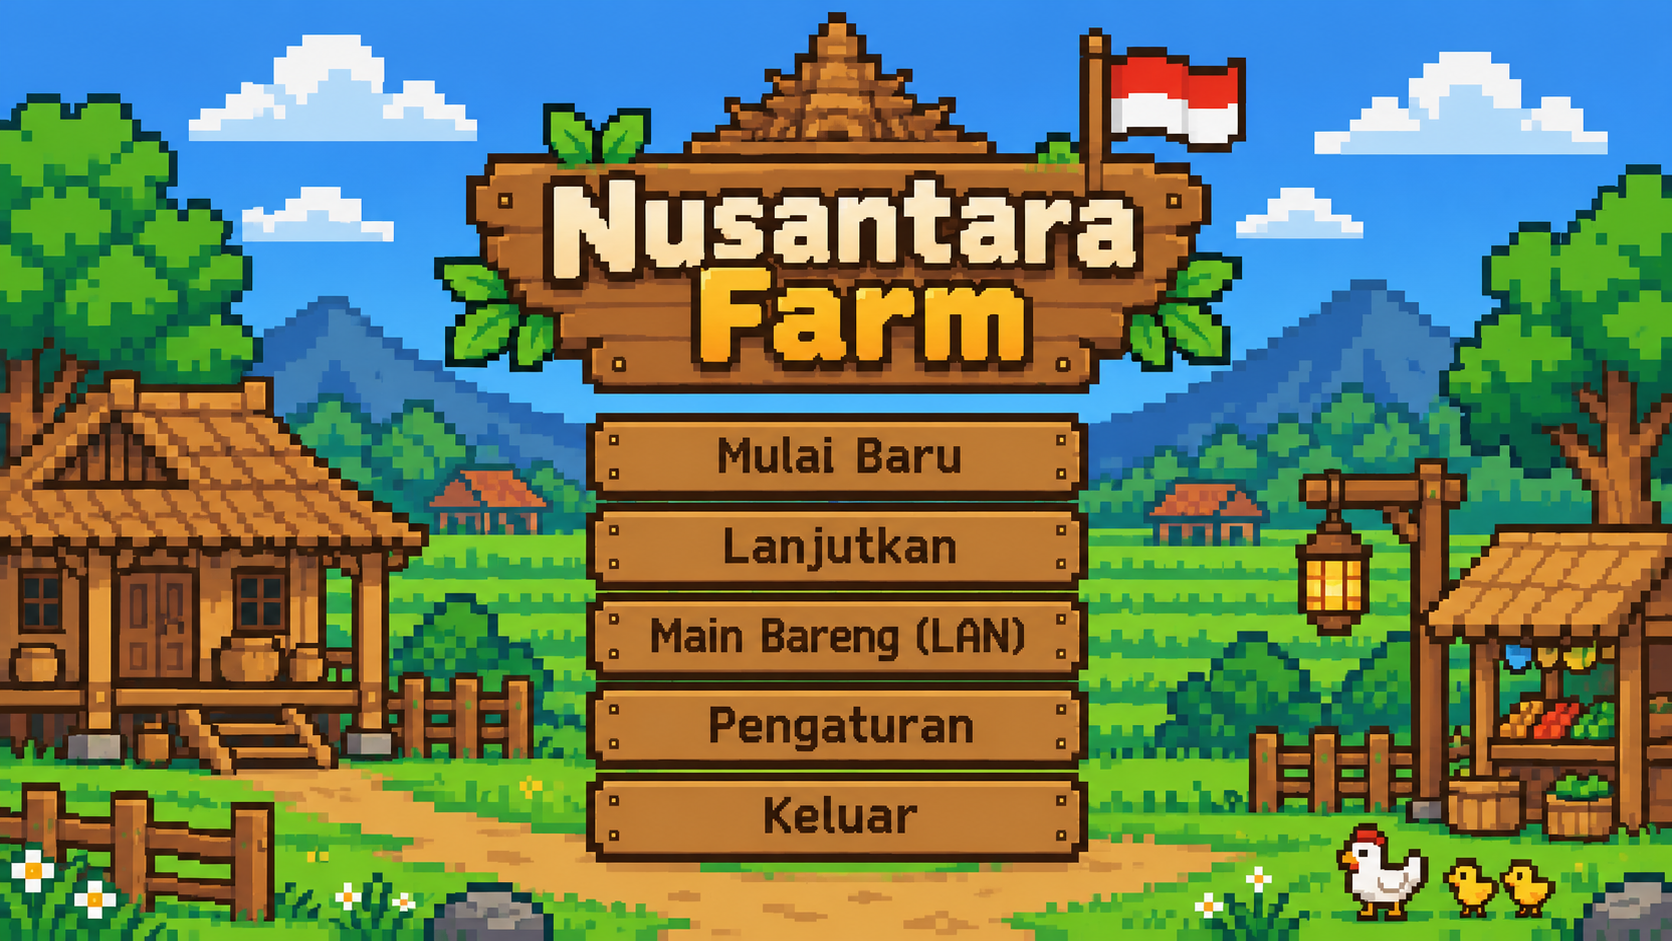 Nusantara
Farm
Mulai Baru
Lanjutkan
Main Bareng (LAN)
Pengaturan
Keluar